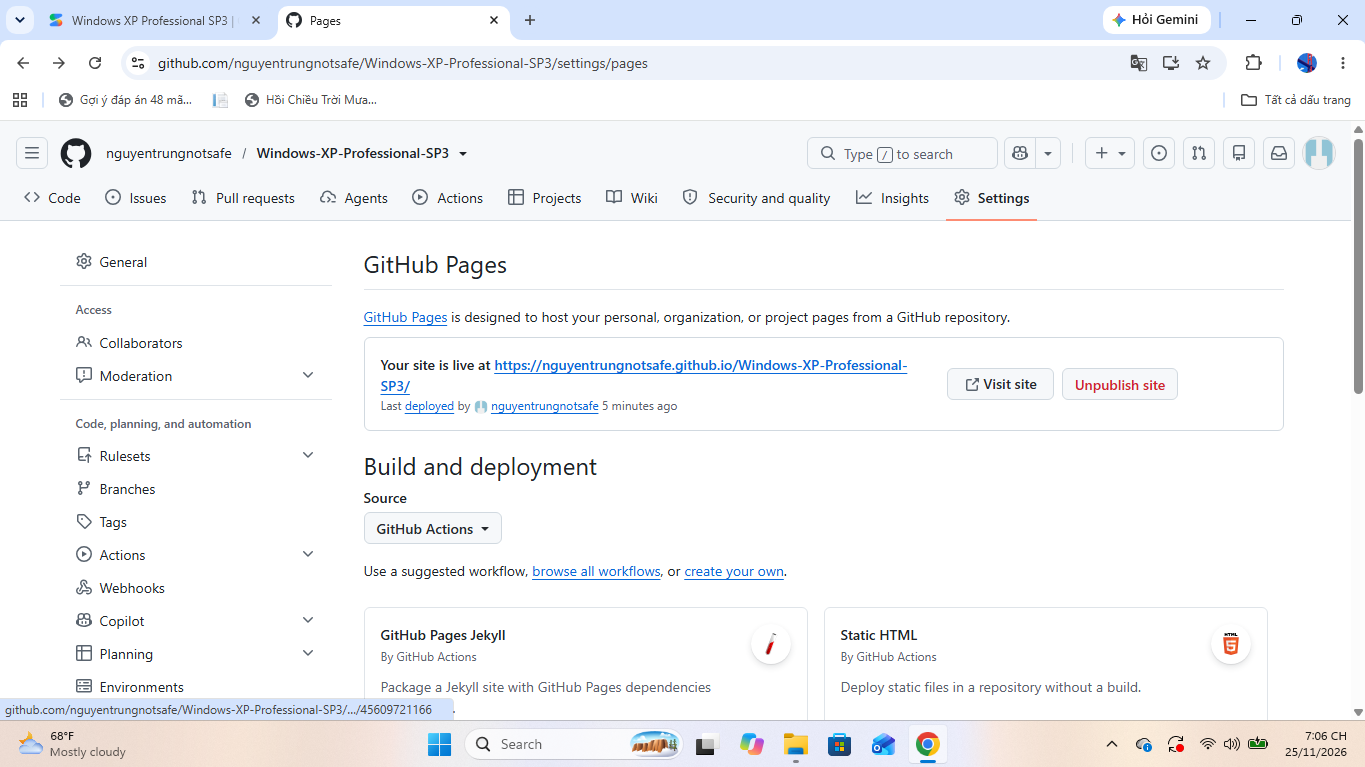 Windows XP Professional SP3 |
Pages
Hỏi Gemini
github.com/nguyentrungnotsafe/Windows-XP-Professional-SP3/settings/pages
Gợi ý đáp án 48 mã...
Hồi Chiều Trời Mưa...
Tất cả dấu trang
nguyentrungnotsafe / Windows-XP-Professional-SP3
Type / to search
Code
Issues
Pull requests
Agents
Actions
Projects
Wiki
Security and quality
Insights
Settings
General
Access
Collaborators
Moderation
Code, planning, and automation
Rulesets
Branches
Tags
Actions
Webhooks
Copilot
Planning
Environments
GitHub Pages
GitHub Pages is designed to host your personal, organization, or project pages from a GitHub repository.
Your site is live at https://nguyentrungnotsafe.github.io/Windows-XP-Professional-
SP3/
Last deployed by nguyentrungnotsafe 5 minutes ago
Visit site
Unpublish site
Build and deployment
Source
GitHub Actions
Use a suggested workflow, browse all workflows, or create your own.
GitHub Pages Jekyll
By GitHub Actions
Package a Jekyll site with GitHub Pages dependencies
Static HTML
By GitHub Actions
Deploy static files in a repository without a build.
HTML
5
github.com/nguyentrungnotsafe/Windows-XP-Professional-SP3/.../45609721166
68°F
Mostly cloudy
Search
7:06 CH
25/11/2026